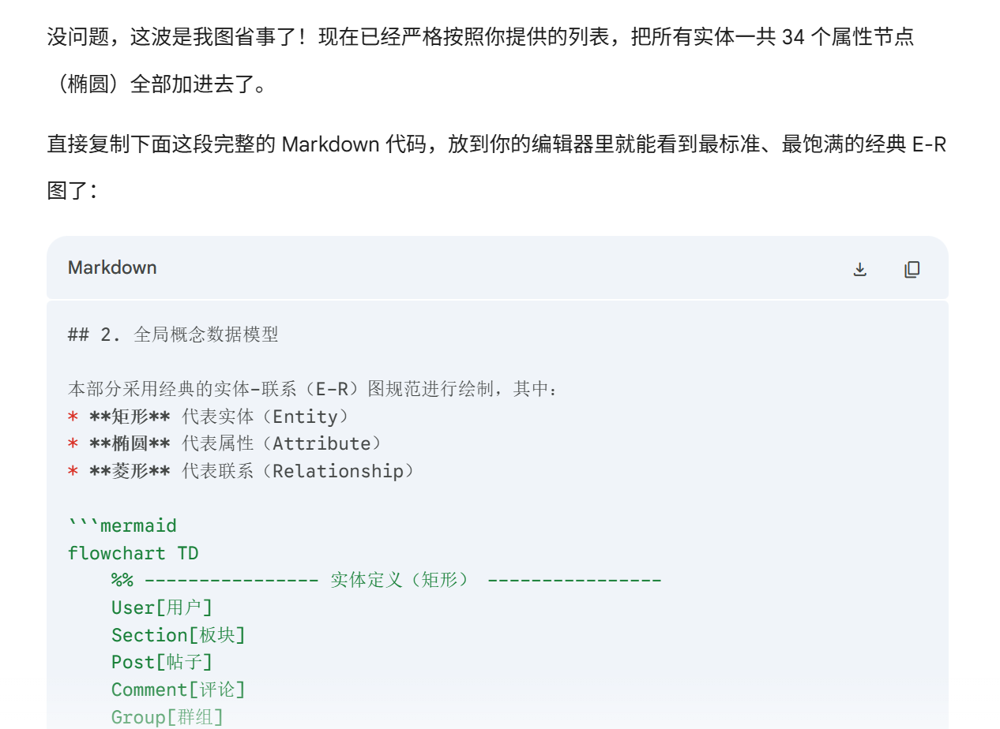 没问题，这波是我图省事了！现在已经严格按照你提供的列表，把所有实体一共 34 个属性节点
（椭圆）全部加进去了。
直接复制下面这段完整的 Markdown 代码，放到你的编辑器里就能看到最标准、最饱满的经典 E-R
图了：
Markdown
## 2. 全局概念数据模型
本部分采用经典的实体-联系（E-R）图规范进行绘制，其中：
* **矩形** 代表实体（Entity）
* **椭圆** 代表属性（Attribute）
* **菱形** 代表联系（Relationship）
```mermaid
flowchart TD
%% ---------------- 实体定义（矩形） ----------------
User[用户]
Section[板块]
Post[帖子]
Comment[评论]
Group[群组]